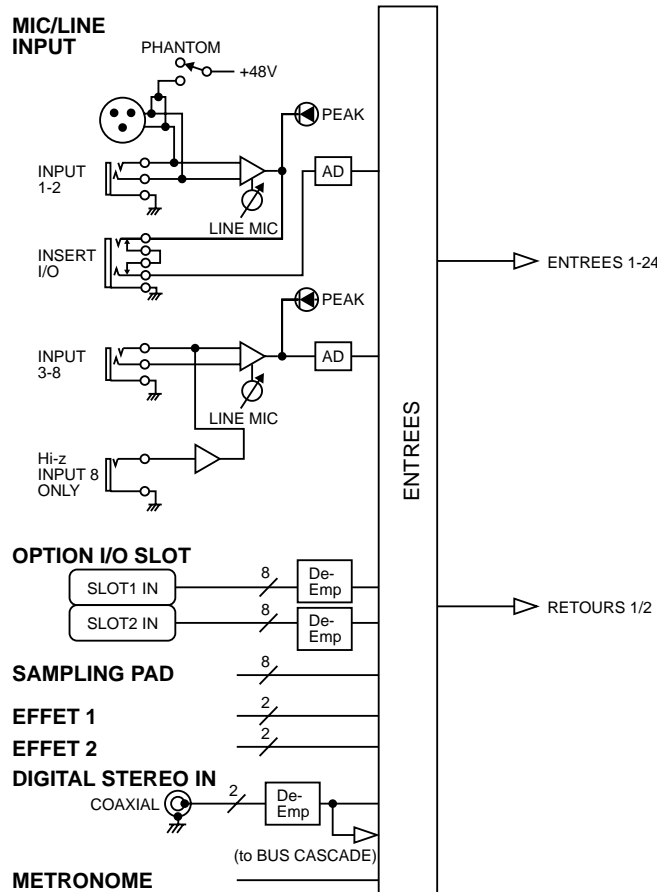 MIC/LINE
INPUT
PHANTOM
+48V
PEAK
INPUT
1-2
AD
LINE MIC
INSERT
I/O
ENTREES 1-24
PEAK
INPUT
3-8
AD
LINE MIC
ENTREES
Hi-z
INPUT 8
ONLY
OPTION I/O SLOT
SLOT1 IN
8
De-
Emp
SLOT2 IN
8
De-
Emp
RETOURS 1/2
SAMPLING PAD
8
EFFET 1
2
EFFET 2
2
DIGITAL STEREO IN
COAXIAL
2
De-
Emp
(to BUS CASCADE)
METRONOME